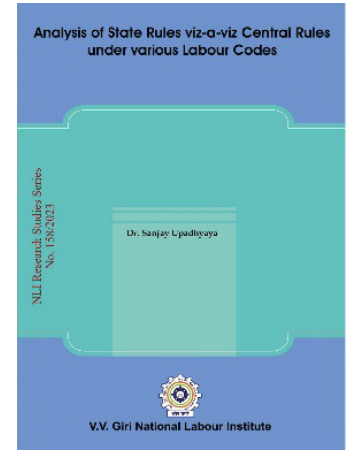 Analysis of State Rules viz-a-viz Central Rules
under various Labour Codes
NLI Research Studies Series
No. 158/2023
Dr. Sanjay Upadhyaya
V.V. Giri National Labour Institute